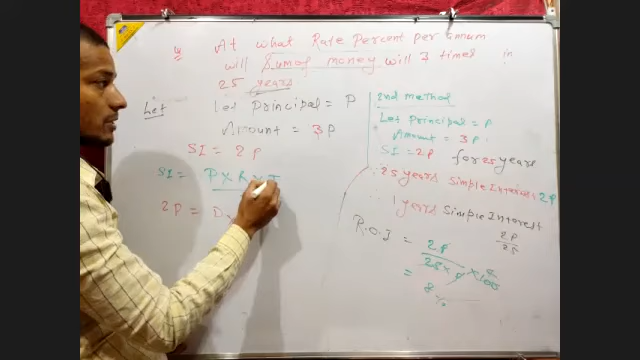 Q At what Rate Percent per annum
will Sum of money will 3 times in
25 years
Let Let Principal = P
Amount = 3P
SI = 2P
SI = P × R × T
2P = P ×
2nd method
Let Principal = P
Amount = 3P
SI = 2P for 25 years
∴ 25 years Simple Interest = 2P
∴ 1 years Simple Interest
2P
25
R.O.I = 2P
25 × P × 100
= 8 %